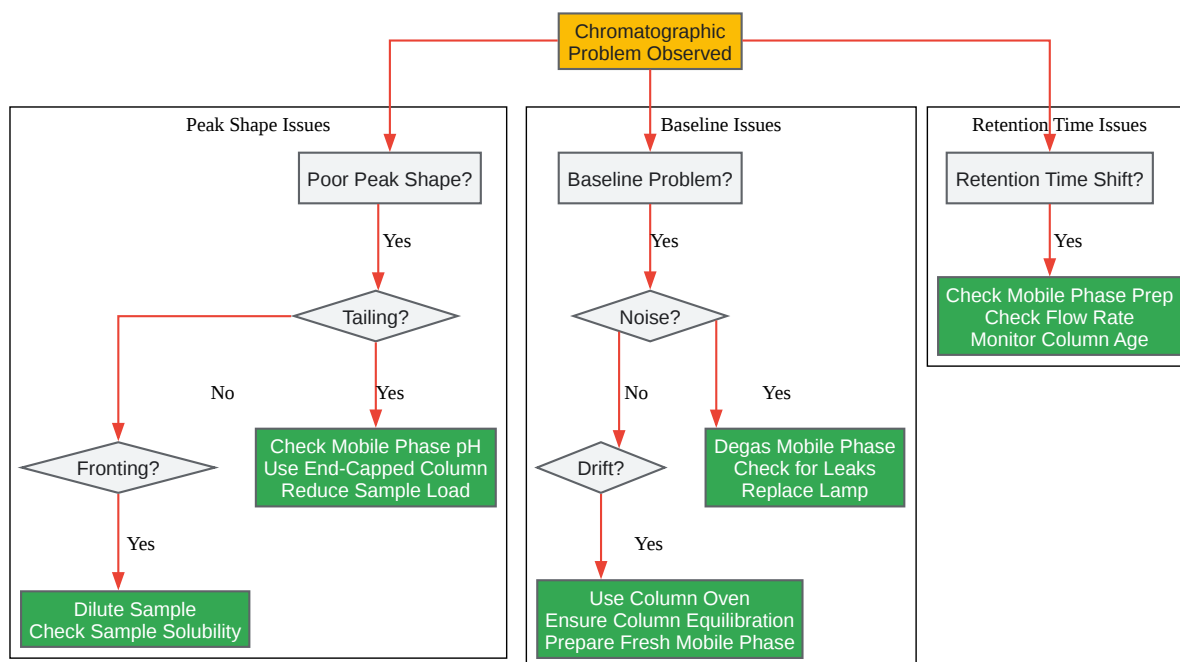 Chromatographic
Problem Observed
Peak Shape Issues
Poor Peak Shape?
Yes
Tailing?
No
Yes
Fronting?
Check Mobile Phase pH
Use End-Capped Column
Reduce Sample Load
Yes
Dilute Sample
Check Sample Solubility
Baseline Issues
Baseline Problem?
Yes
Noise?
No
Yes
Drift?
Degas Mobile Phase
Check for Leaks
Replace Lamp
Yes
Use Column Oven
Ensure Column Equilibration
Prepare Fresh Mobile Phase
Retention Time Issues
Retention Time Shift?
Yes
Check Mobile Phase Prep
Check Flow Rate
Monitor Column Age